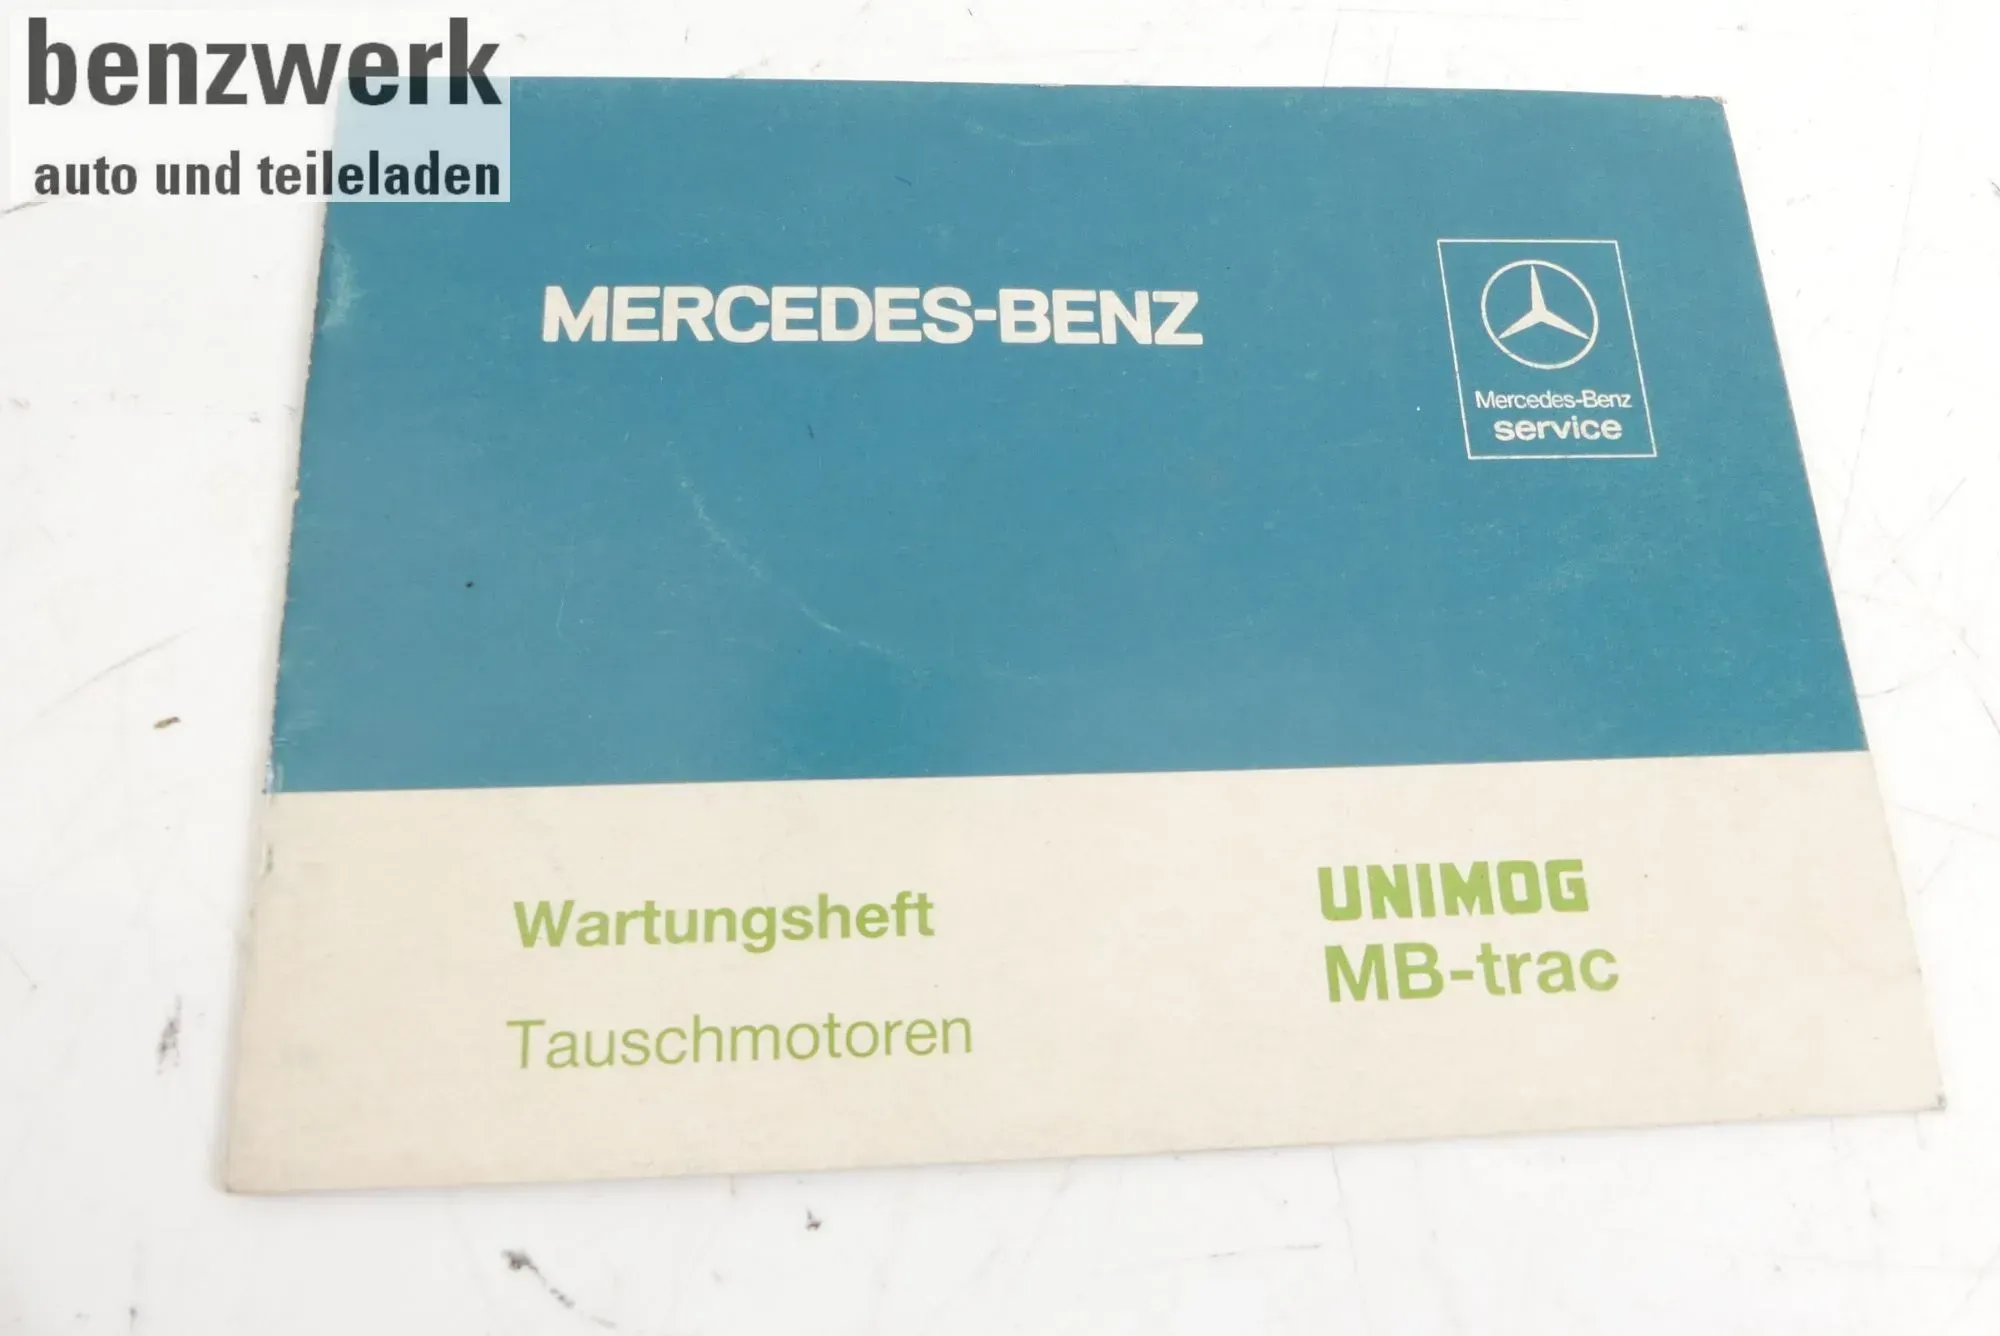 benzwerk
auto und teileladen
MERCEDES-BENZ
Mercedes-Benz
service
Wartungsheft
Tauschmotoren
UNIMOG
MB-trac